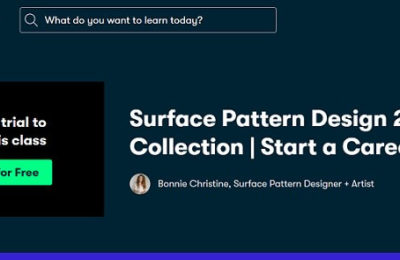 What do you want to learn today?
trial to
is class
for Free
Surface Pattern Design 2
Collection | Start a Caree
Bonnie Christine, Surface Pattern Designer + Artist